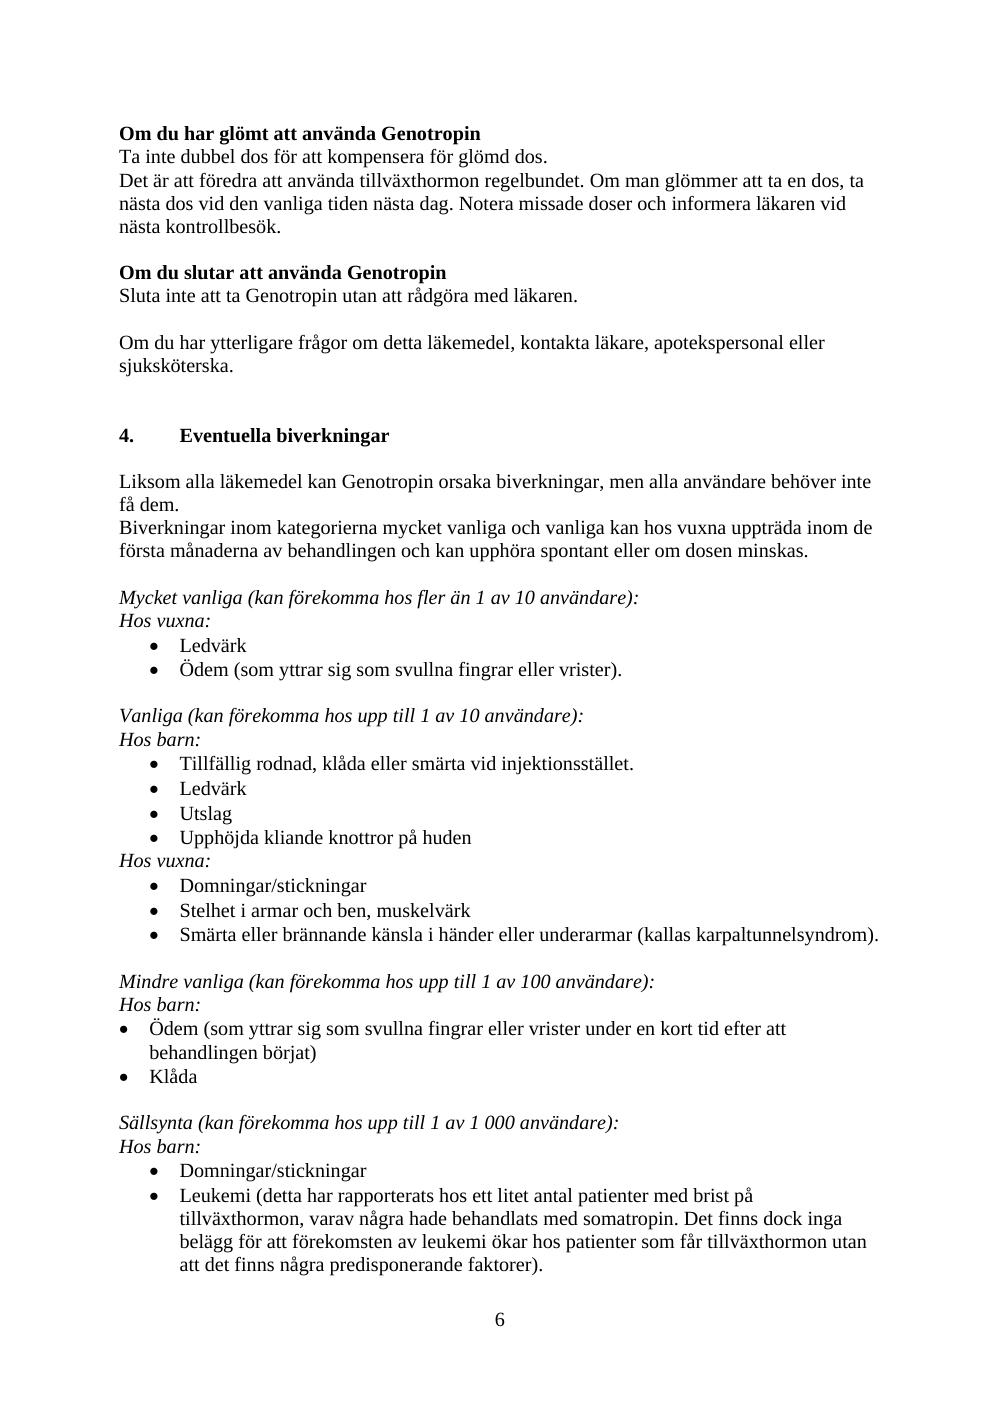 Om du har glömt att använda Genotropin
Ta inte dubbel dos för att kompensera för glömd dos.
Det är att föredra att använda tillväxthormon regelbundet. Om man glömmer att ta en dos, ta
nästa dos vid den vanliga tiden nästa dag. Notera missade doser och informera läkaren vid
nästa kontrollbesök.
Om du slutar att använda Genotropin
Sluta inte att ta Genotropin utan att rådgöra med läkaren.
Om du har ytterligare frågor om detta läkemedel, kontakta läkare, apotekspersonal eller
sjuksköterska.
4. Eventuella biverkningar
Liksom alla läkemedel kan Genotropin orsaka biverkningar, men alla användare behöver inte
få dem.
Biverkningar inom kategorierna mycket vanliga och vanliga kan hos vuxna uppträda inom de
första månaderna av behandlingen och kan upphöra spontant eller om dosen minskas.
Mycket vanliga (kan förekomma hos fler än 1 av 10 användare):
Hos vuxna:
• Ledvärk
• Ödem (som yttrar sig som svullna fingrar eller vrister).
Vanliga (kan förekomma hos upp till 1 av 10 användare):
Hos barn:
• Tillfällig rodnad, klåda eller smärta vid injektionsstället.
• Ledvärk
• Utslag
• Upphöjda kliande knottror på huden
Hos vuxna:
• Domningar/stickningar
• Stelhet i armar och ben, muskelvärk
• Smärta eller brännande känsla i händer eller underarmar (kallas karpaltunnelsyndrom).
Mindre vanliga (kan förekomma hos upp till 1 av 100 användare):
Hos barn:
• Ödem (som yttrar sig som svullna fingrar eller vrister under en kort tid efter att
behandlingen börjat)
• Klåda
Sällsynta (kan förekomma hos upp till 1 av 1 000 användare):
Hos barn:
• Domningar/stickningar
• Leukemi (detta har rapporterats hos ett litet antal patienter med brist på
tillväxthormon, varav några hade behandlats med somatropin. Det finns dock inga
belägg för att förekomsten av leukemi ökar hos patienter som får tillväxthormon utan
att det finns några predisponerande faktorer).
6